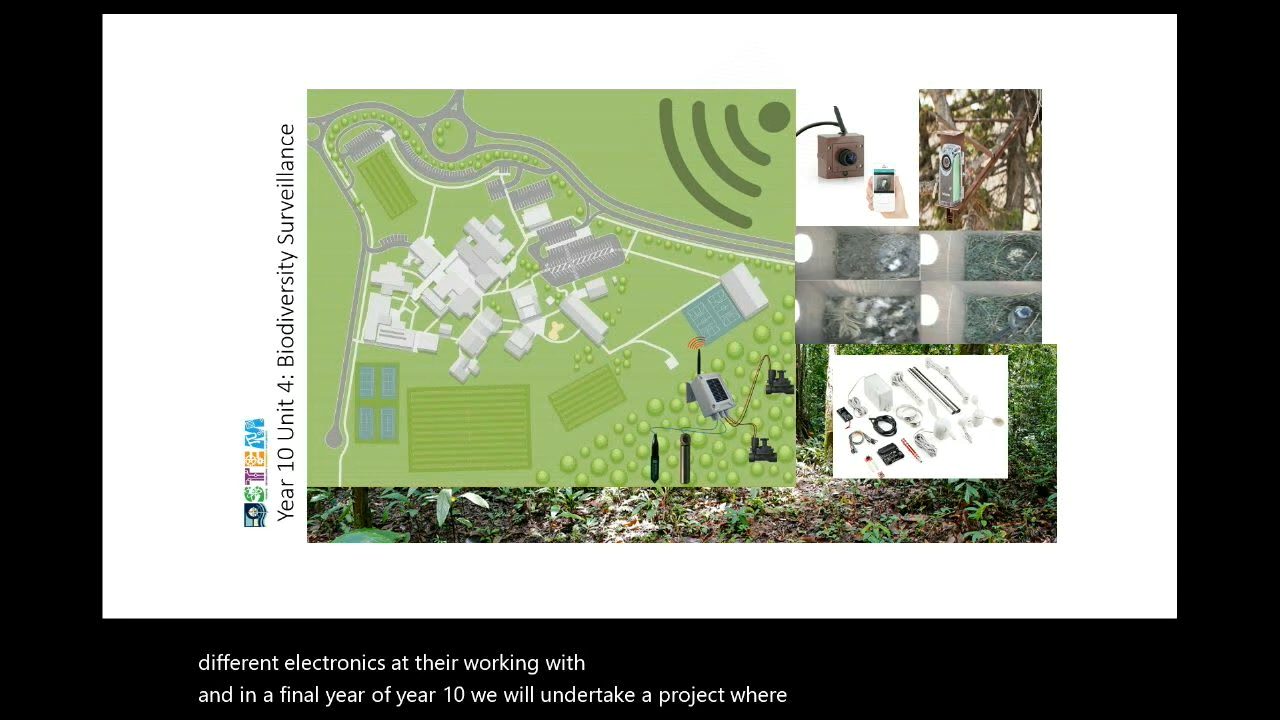 Year 10 Unit 4: Biodiversity Surveillance
STEM
different electronics at their working with
and in a final year of year 10 we will undertake a project where